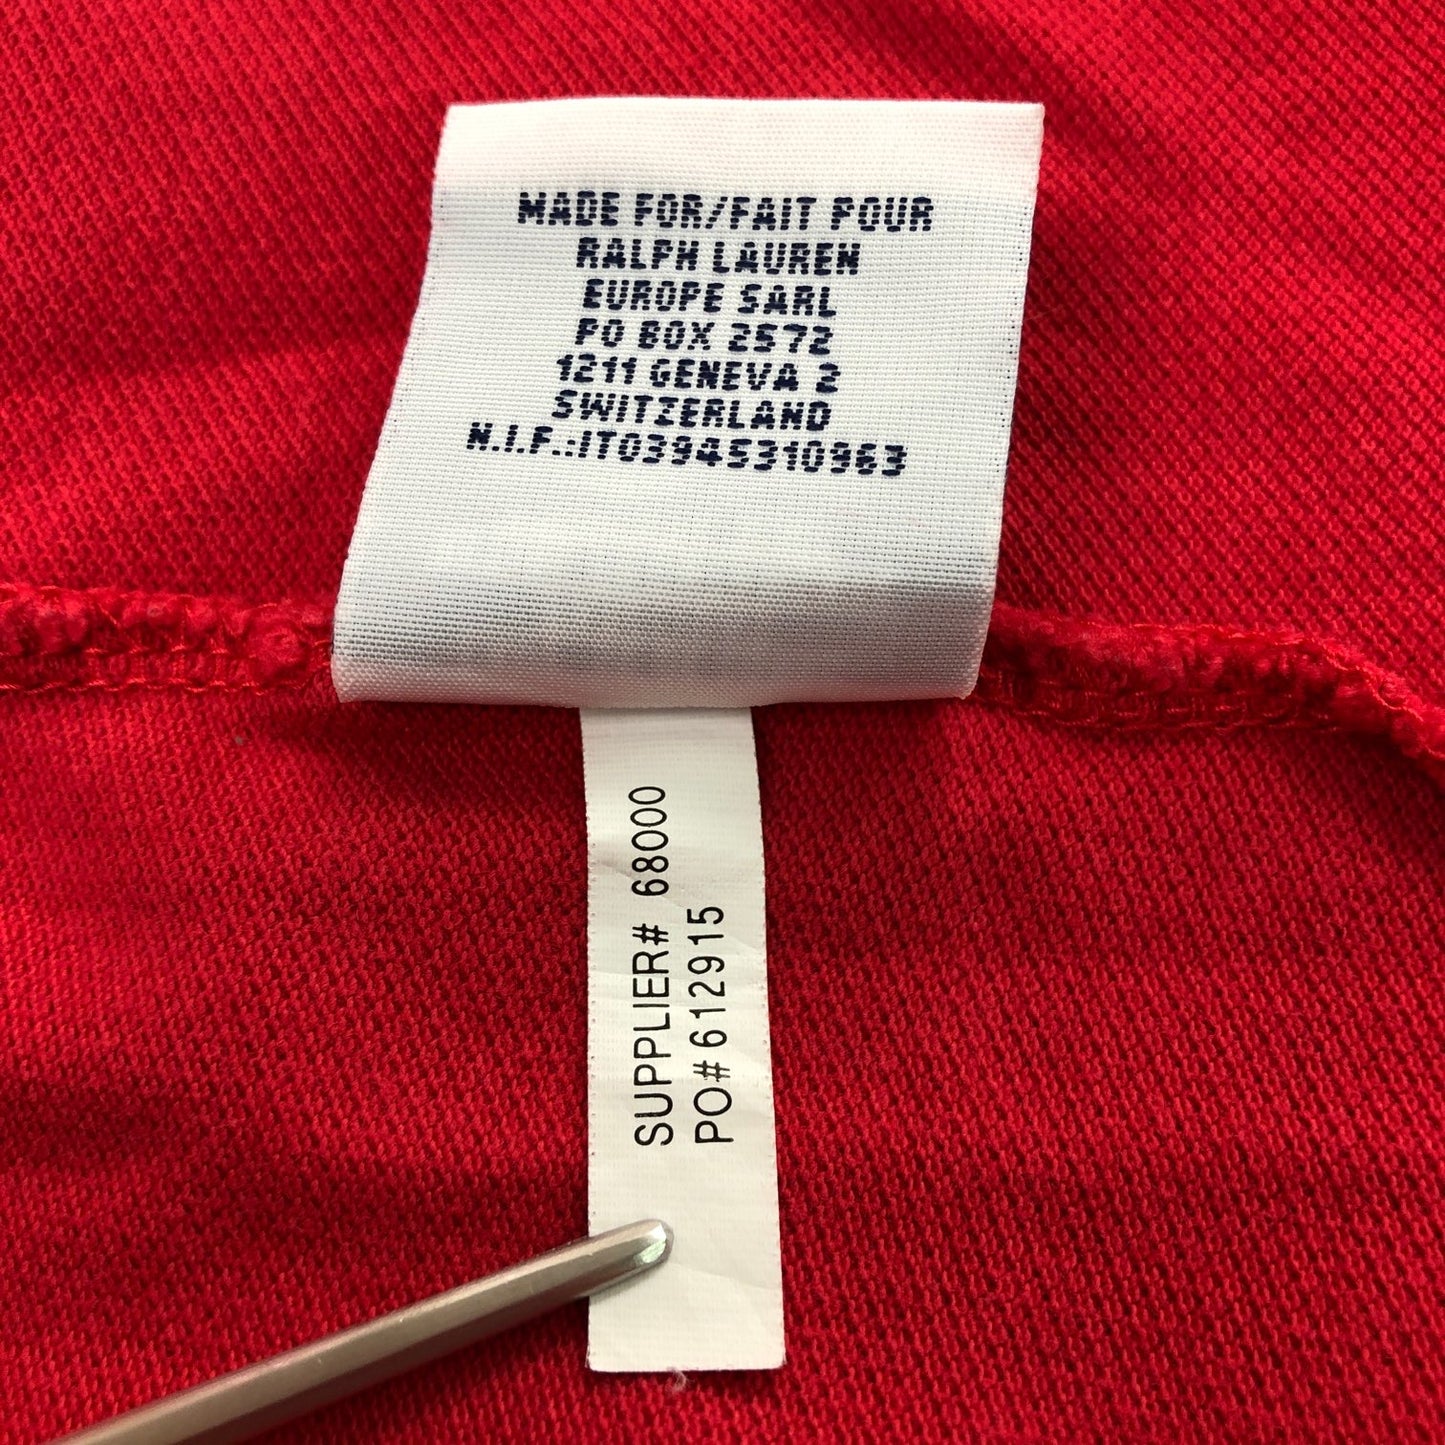 MADE FOR/FAIT POUR
RALPH LAUREN
EUROPE SARL
PO BOX 2572
1211 GENEVA 2
SWITZERLAND
N.I.F.:IT03945310963
SUPPLIER# 68000
PO# 612915